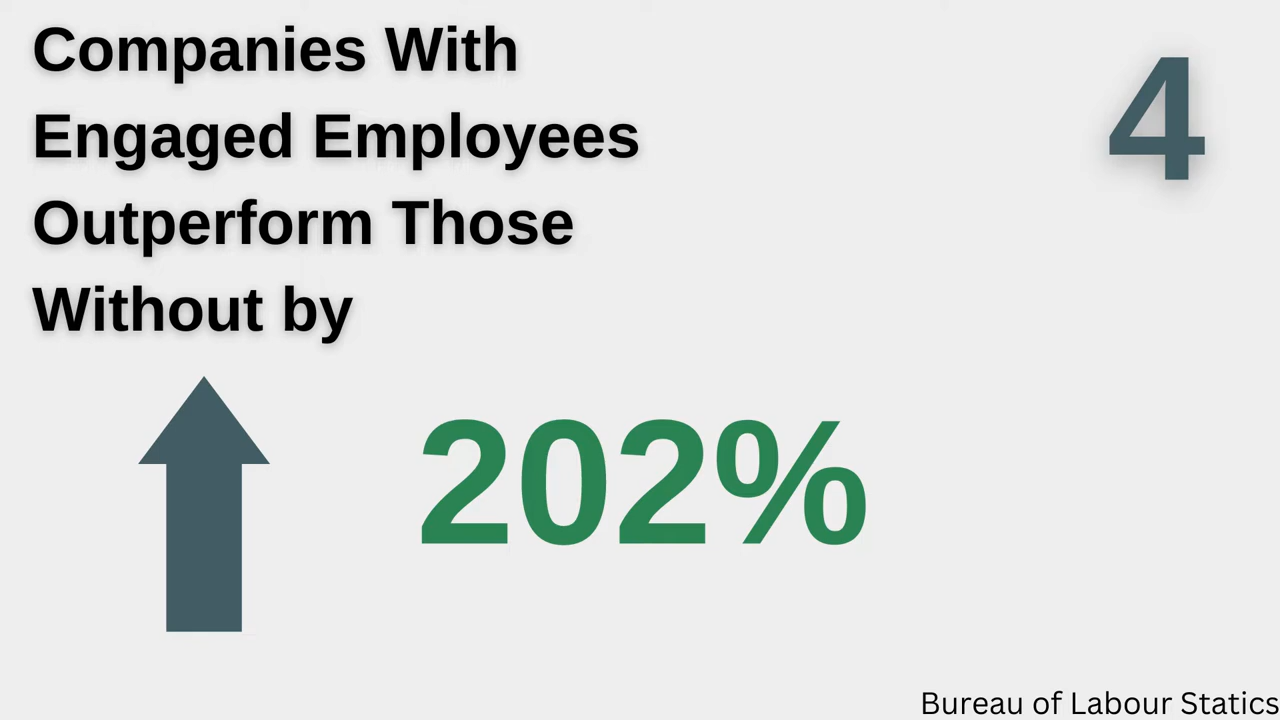 Companies With
Engaged Employees
Outperform Those
Without by
4
202%
Bureau of Labour Statics